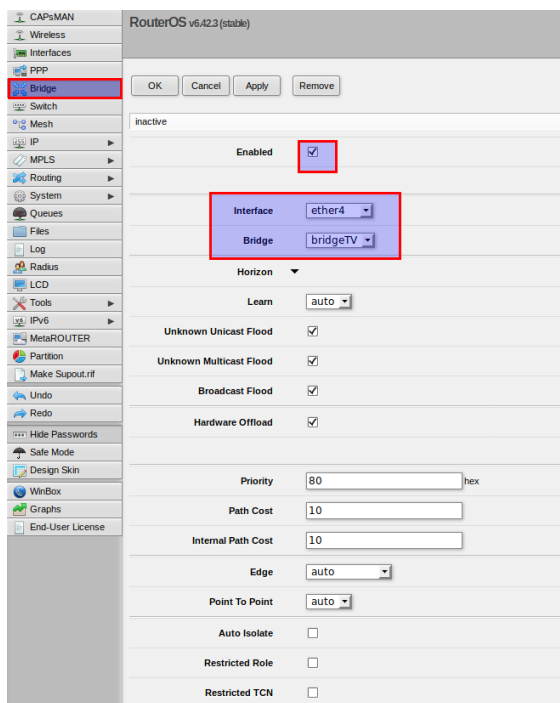 CAPsMAN
Wireless
Interfaces
PPP
Bridge
Switch
Mesh
IP
MPLS
Routing
System
Queues
Files
Log
Radius
LCD
Tools
IPv6
MetaROUTER
Partition
Make Supout.rif
Undo
Redo
Hide Passwords
Safe Mode
Design Skin
WinBox
Graphs
End-User License
RouterOS v6.42.3 (stable)
OK Cancel Apply Remove
inactive
Enabled
Interface ether4
Bridge bridgeTV
Horizon
Learn auto
Unknown Unicast Flood
Unknown Multicast Flood
Broadcast Flood
Hardware Offload
Priority 80 hex
Path Cost 10
Internal Path Cost 10
Edge auto
Point To Point auto
Auto Isolate
Restricted Role
Restricted TCN